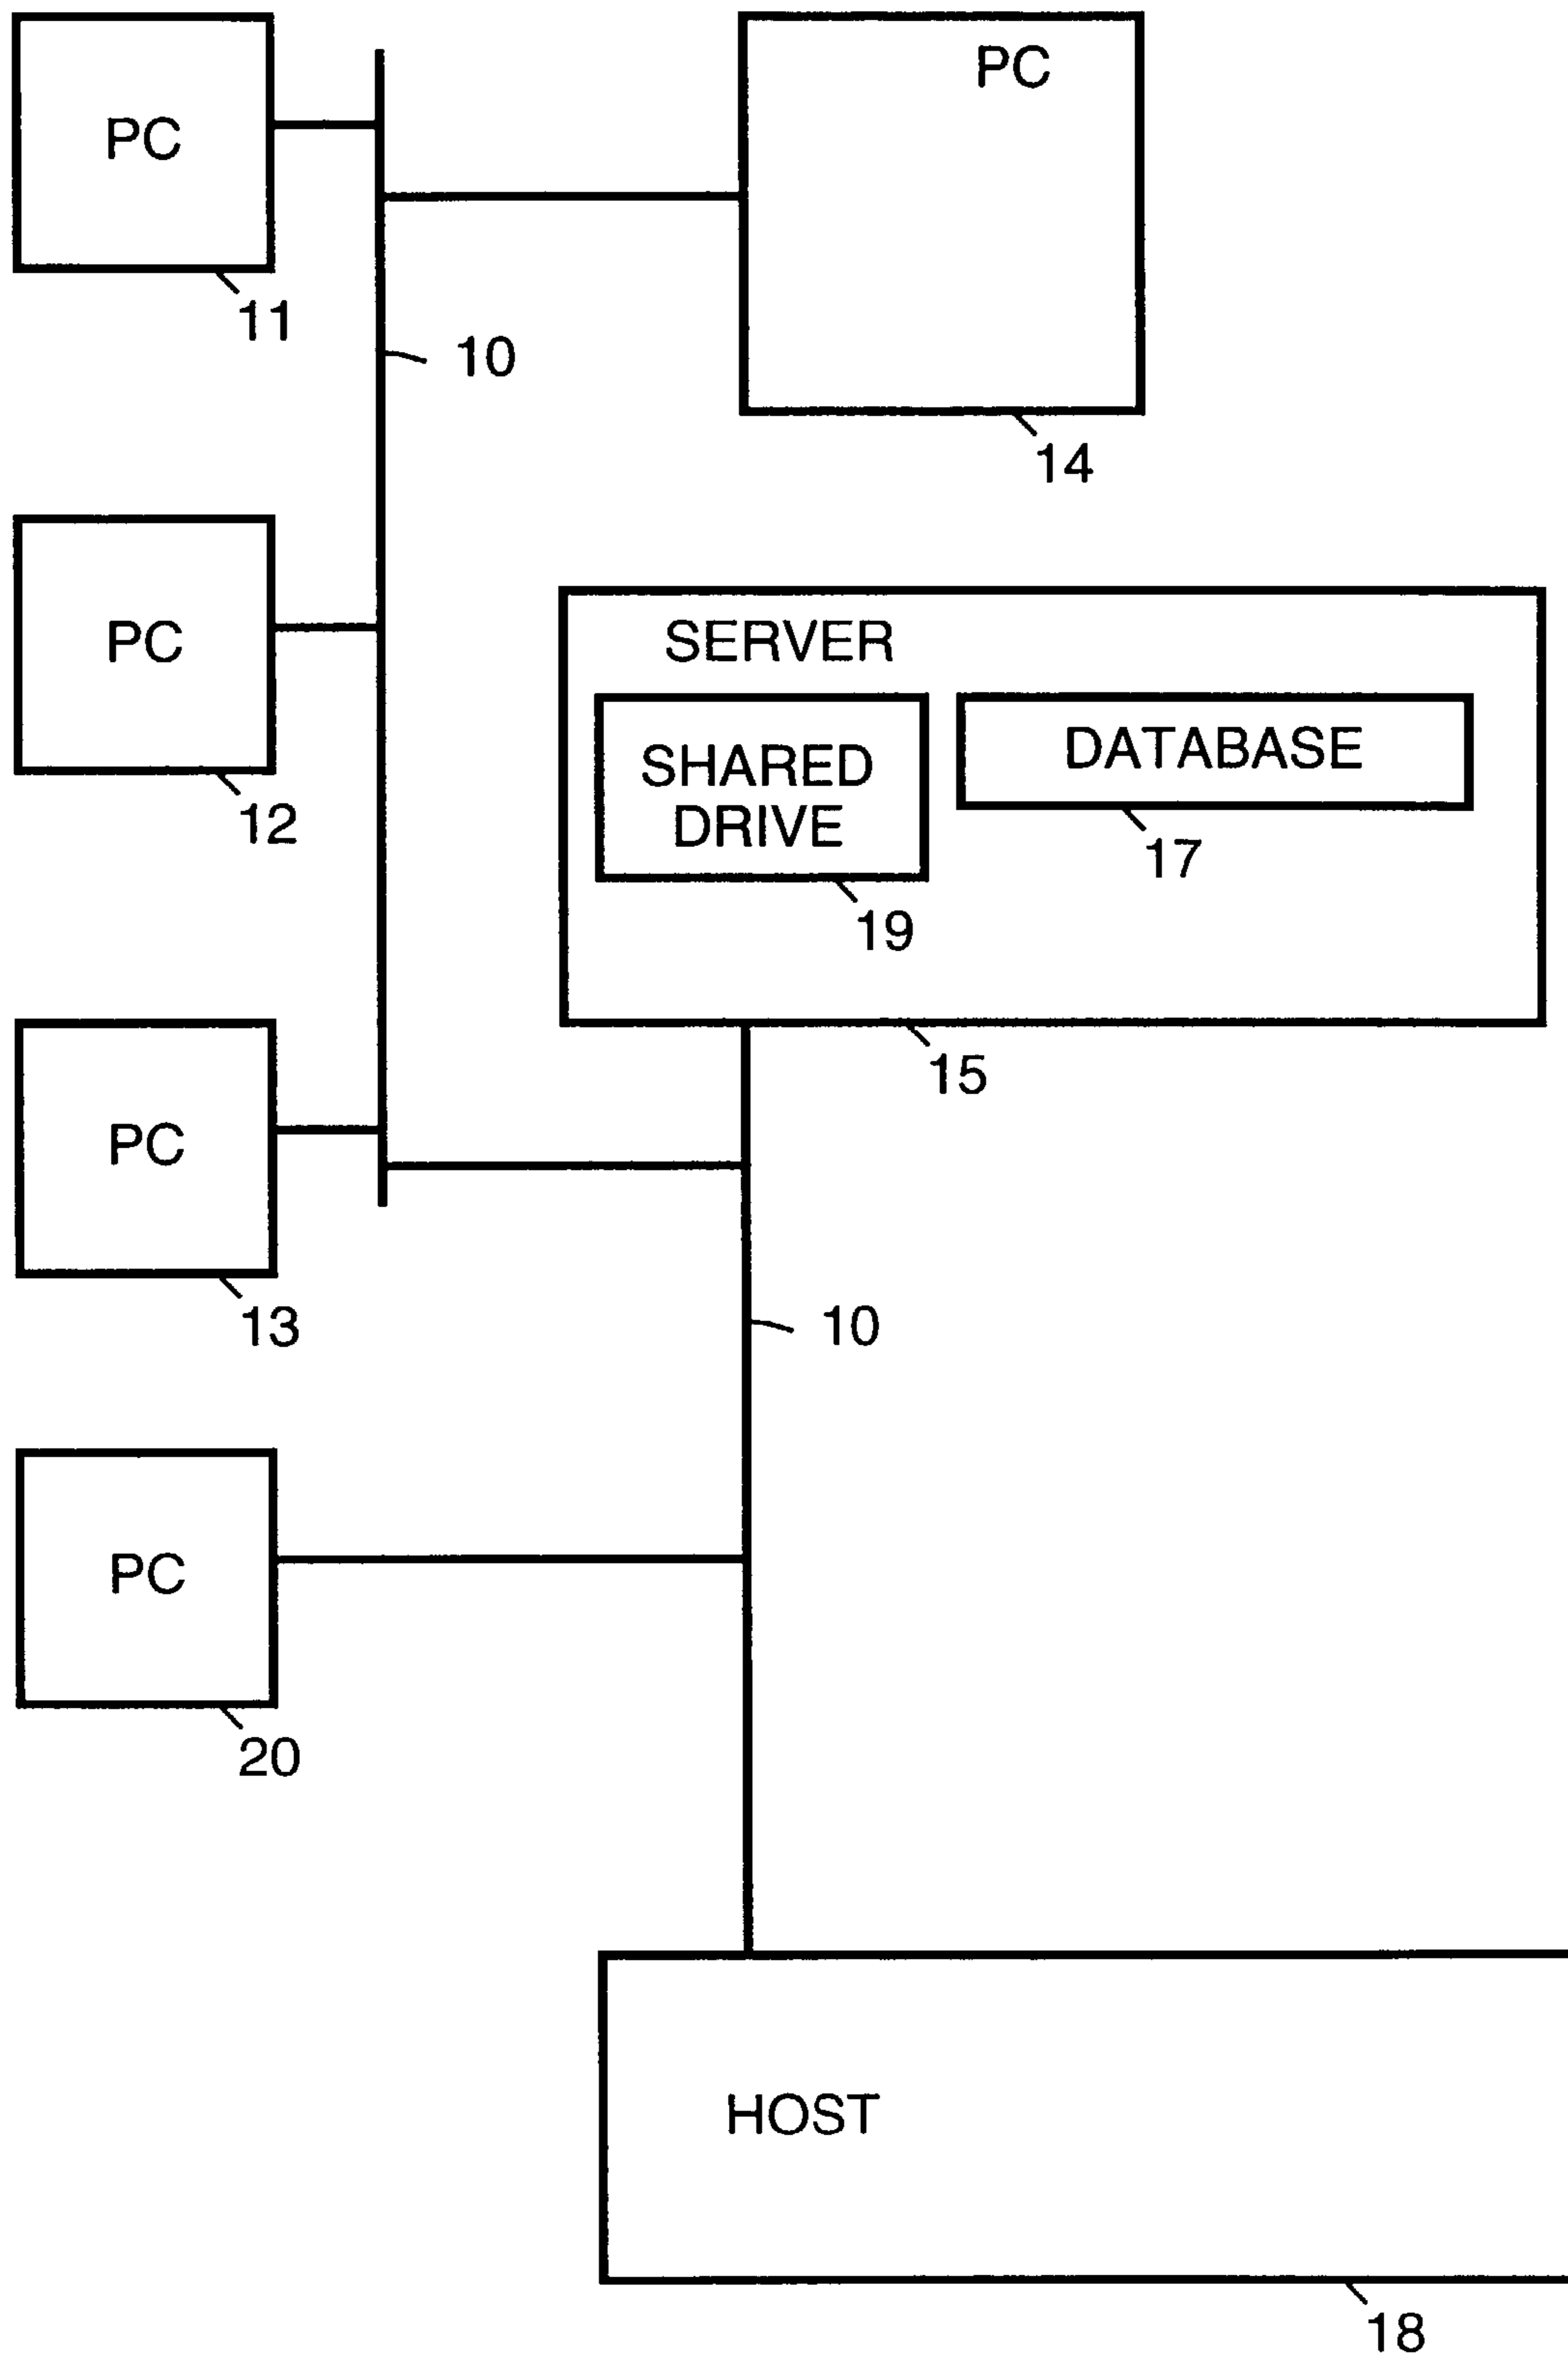 PC
PC
11
10
14
PC
SERVER
SHARED
DRIVE
DATABASE
12
17
19
15
PC
13
10
PC
20
HOST
18